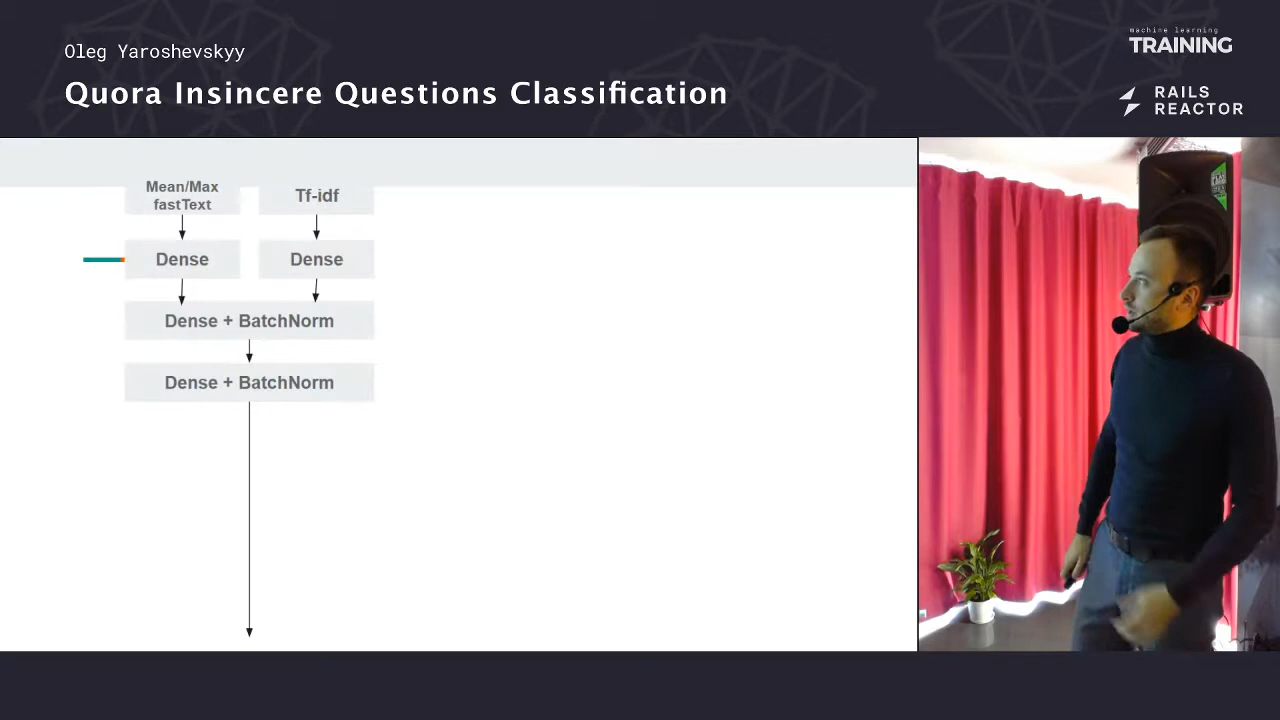 Oleg Yaroshevskyy
Quora Insincere Questions Classification
machine learning
TRAINING
RAILS
REACTOR
Mean/Max
fastText
Tf-idf
Dense
Dense
Dense + BatchNorm
Dense + BatchNorm